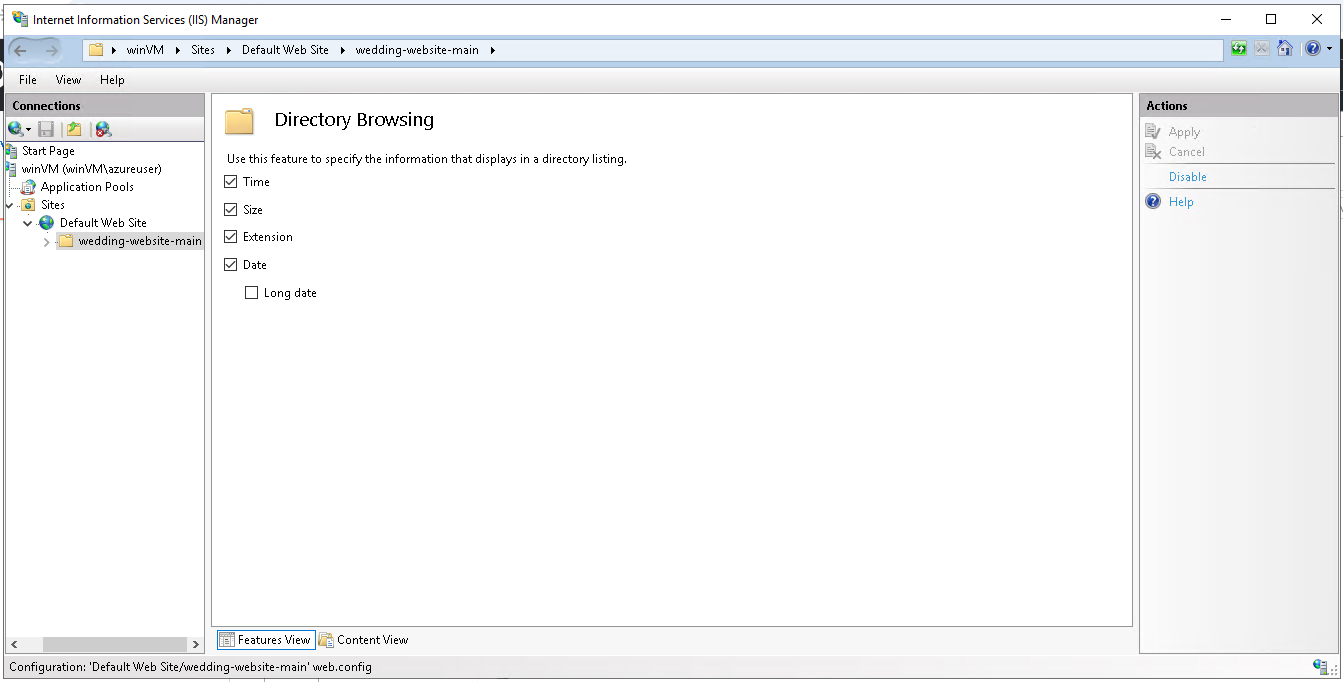 Internet Information Services (IIS) Manager
winVM Sites Default Web Site wedding-website-main
File View Help
Connections
Start Page
winVM (winVM\azureuser)
Application Pools
Sites
Default Web Site
wedding-website-main
Directory Browsing
Use this feature to specify the information that displays in a directory listing.
Time
Size
Extension
Date
Long date
Features View Content View
Actions
Apply
Cancel
Disable
Help
Configuration: 'Default Web Site/wedding-website-main' web.config